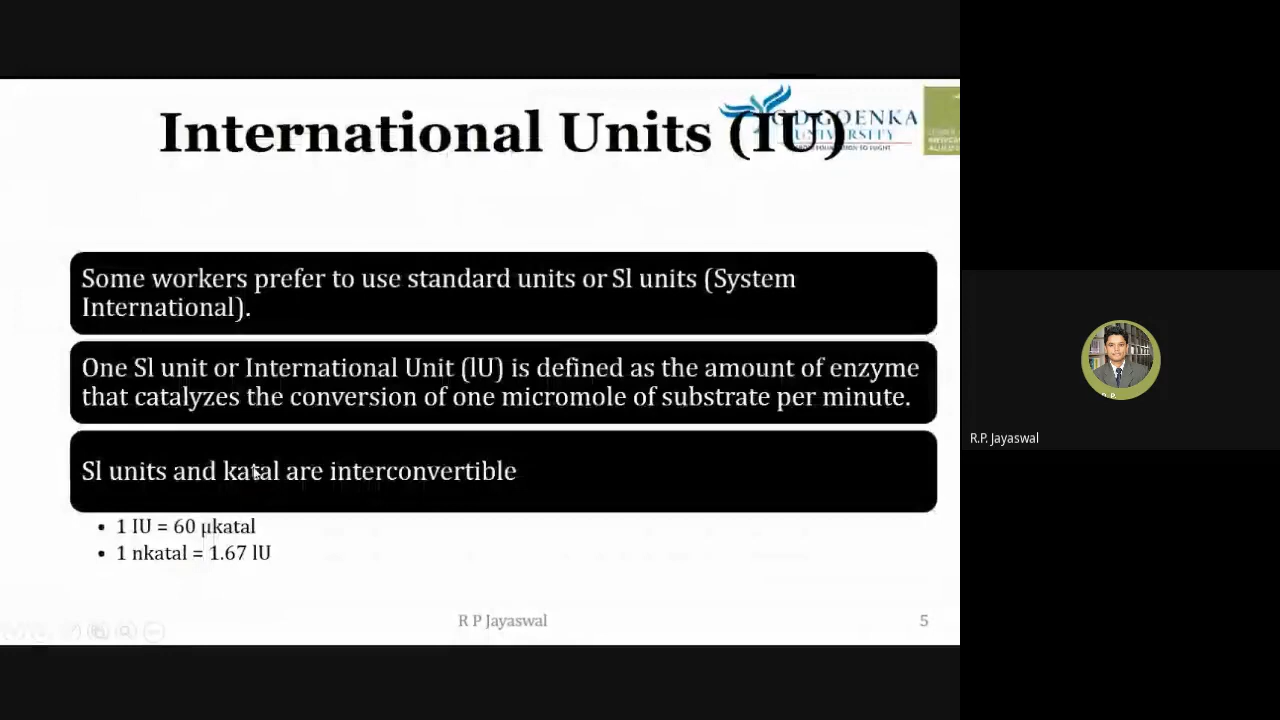 International Units (IU)
G D GOENKA
UNIVERSITY
Some workers prefer to use standard units or Sl units (System
International).
One Sl unit or International Unit (lU) is defined as the amount of enzyme
that catalyzes the conversion of one micromole of substrate per minute.
Sl units and katal are interconvertible
• 1 IU = 60 μkatal
• 1 nkatal = 1.67 lU
R P Jayaswal
5
R.P. Jayaswal